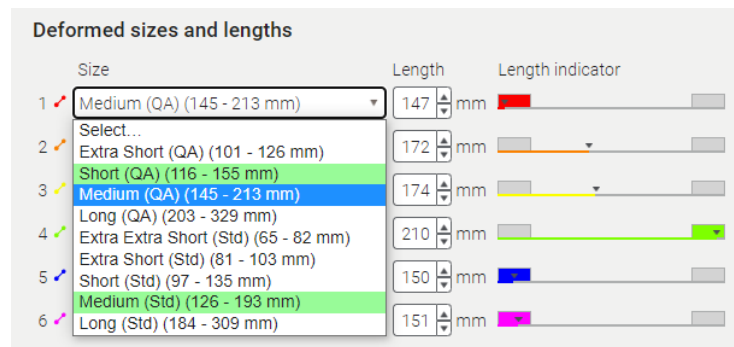 Deformed sizes and lengths
Size Length Length indicator
1 Medium (QA) (145 - 213 mm) 147 mm
Select...
2 Extra Short (QA) (101 - 126 mm) 172 mm
Short (QA) (116 - 155 mm)
3 Medium (QA) (145 - 213 mm) 174 mm
Long (QA) (203 - 329 mm)
4 Extra Extra Short (Std) (65 - 82 mm) 210 mm
Extra Short (Std) (81 - 103 mm)
5 Short (Std) (97 - 135 mm) 150 mm
Medium (Std) (126 - 193 mm)
6 Long (Std) (184 - 309 mm) 151 mm